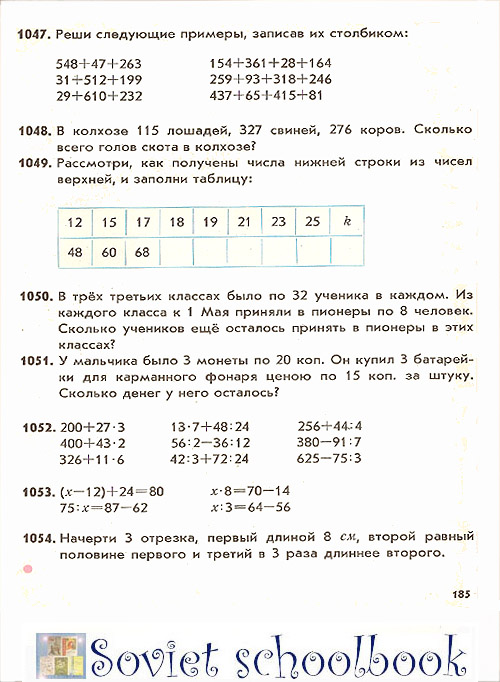 1047. Реши следующие примеры, записав их столбиком:
548+47+263 154+361+28+164
31+512+199 259+93+318+246
29+610+232 437+65+415+81
1048. В колхозе 115 лошадей, 327 свиней, 276 коров. Сколько
всего голов скота в колхозе?
1049. Рассмотри, как получены числа нижней строки из чисел
верхней, и заполни таблицу:
12 15 17 18 19 21 23 25 k
48 60 68
1050. В трёх третьих классах было по 32 ученика в каждом. Из
каждого класса к 1 Мая приняли в пионеры по 8 человек.
Сколько учеников ещё осталось принять в пионеры в этих
классах?
1051. У мальчика было 3 монеты по 20 коп. Он купил 3 батарей-
ки для карманного фонаря ценою по 15 коп. за штуку.
Сколько денег у него осталось?
1052. 200+27·3 13·7+48:24 256+44:4
400+43·2 56:2−36:12 380−91:7
326+11·6 42:3+72:24 625−75:3
1053. (x−12)+24=80 x·8=70−14
75:x=87−62 x:3=64−56
1054. Начерти 3 отрезка, первый длиной 8 см, второй равный
половине первого и третий в 3 раза длиннее второго.
185
Soviet schoolbook